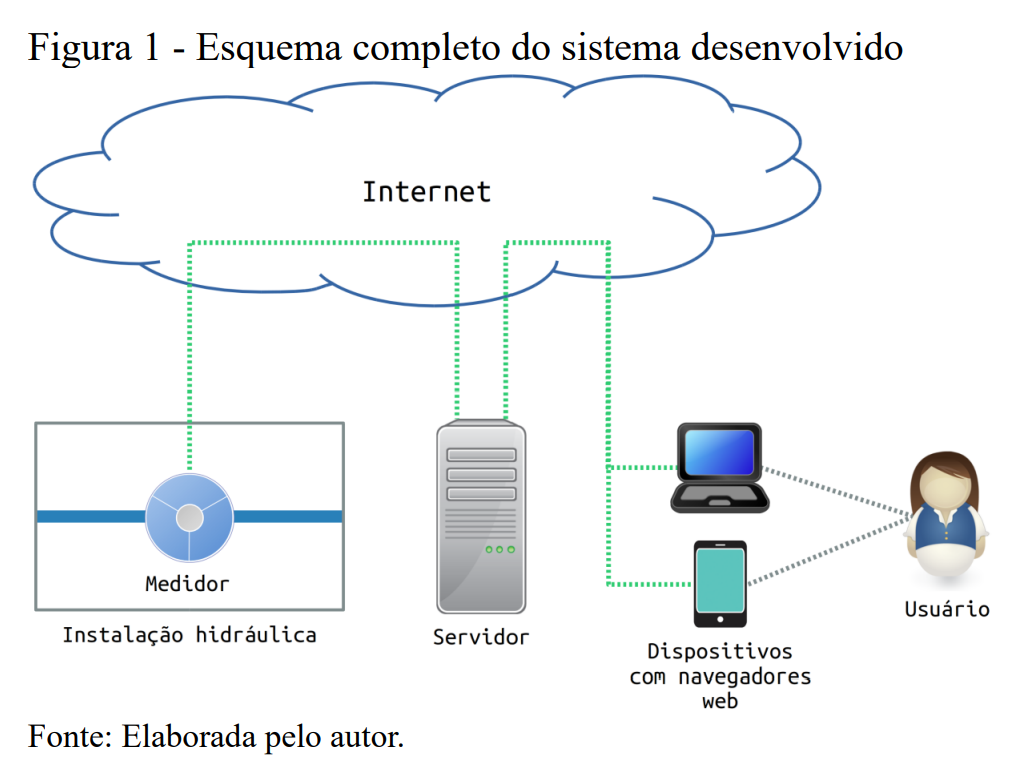 Figura 1 - Esquema completo do sistema desenvolvido
Internet
Medidor
Instalação hidráulica
Servidor
Dispositivos
com navegadores
web
Usuário
Fonte: Elaborada pelo autor.